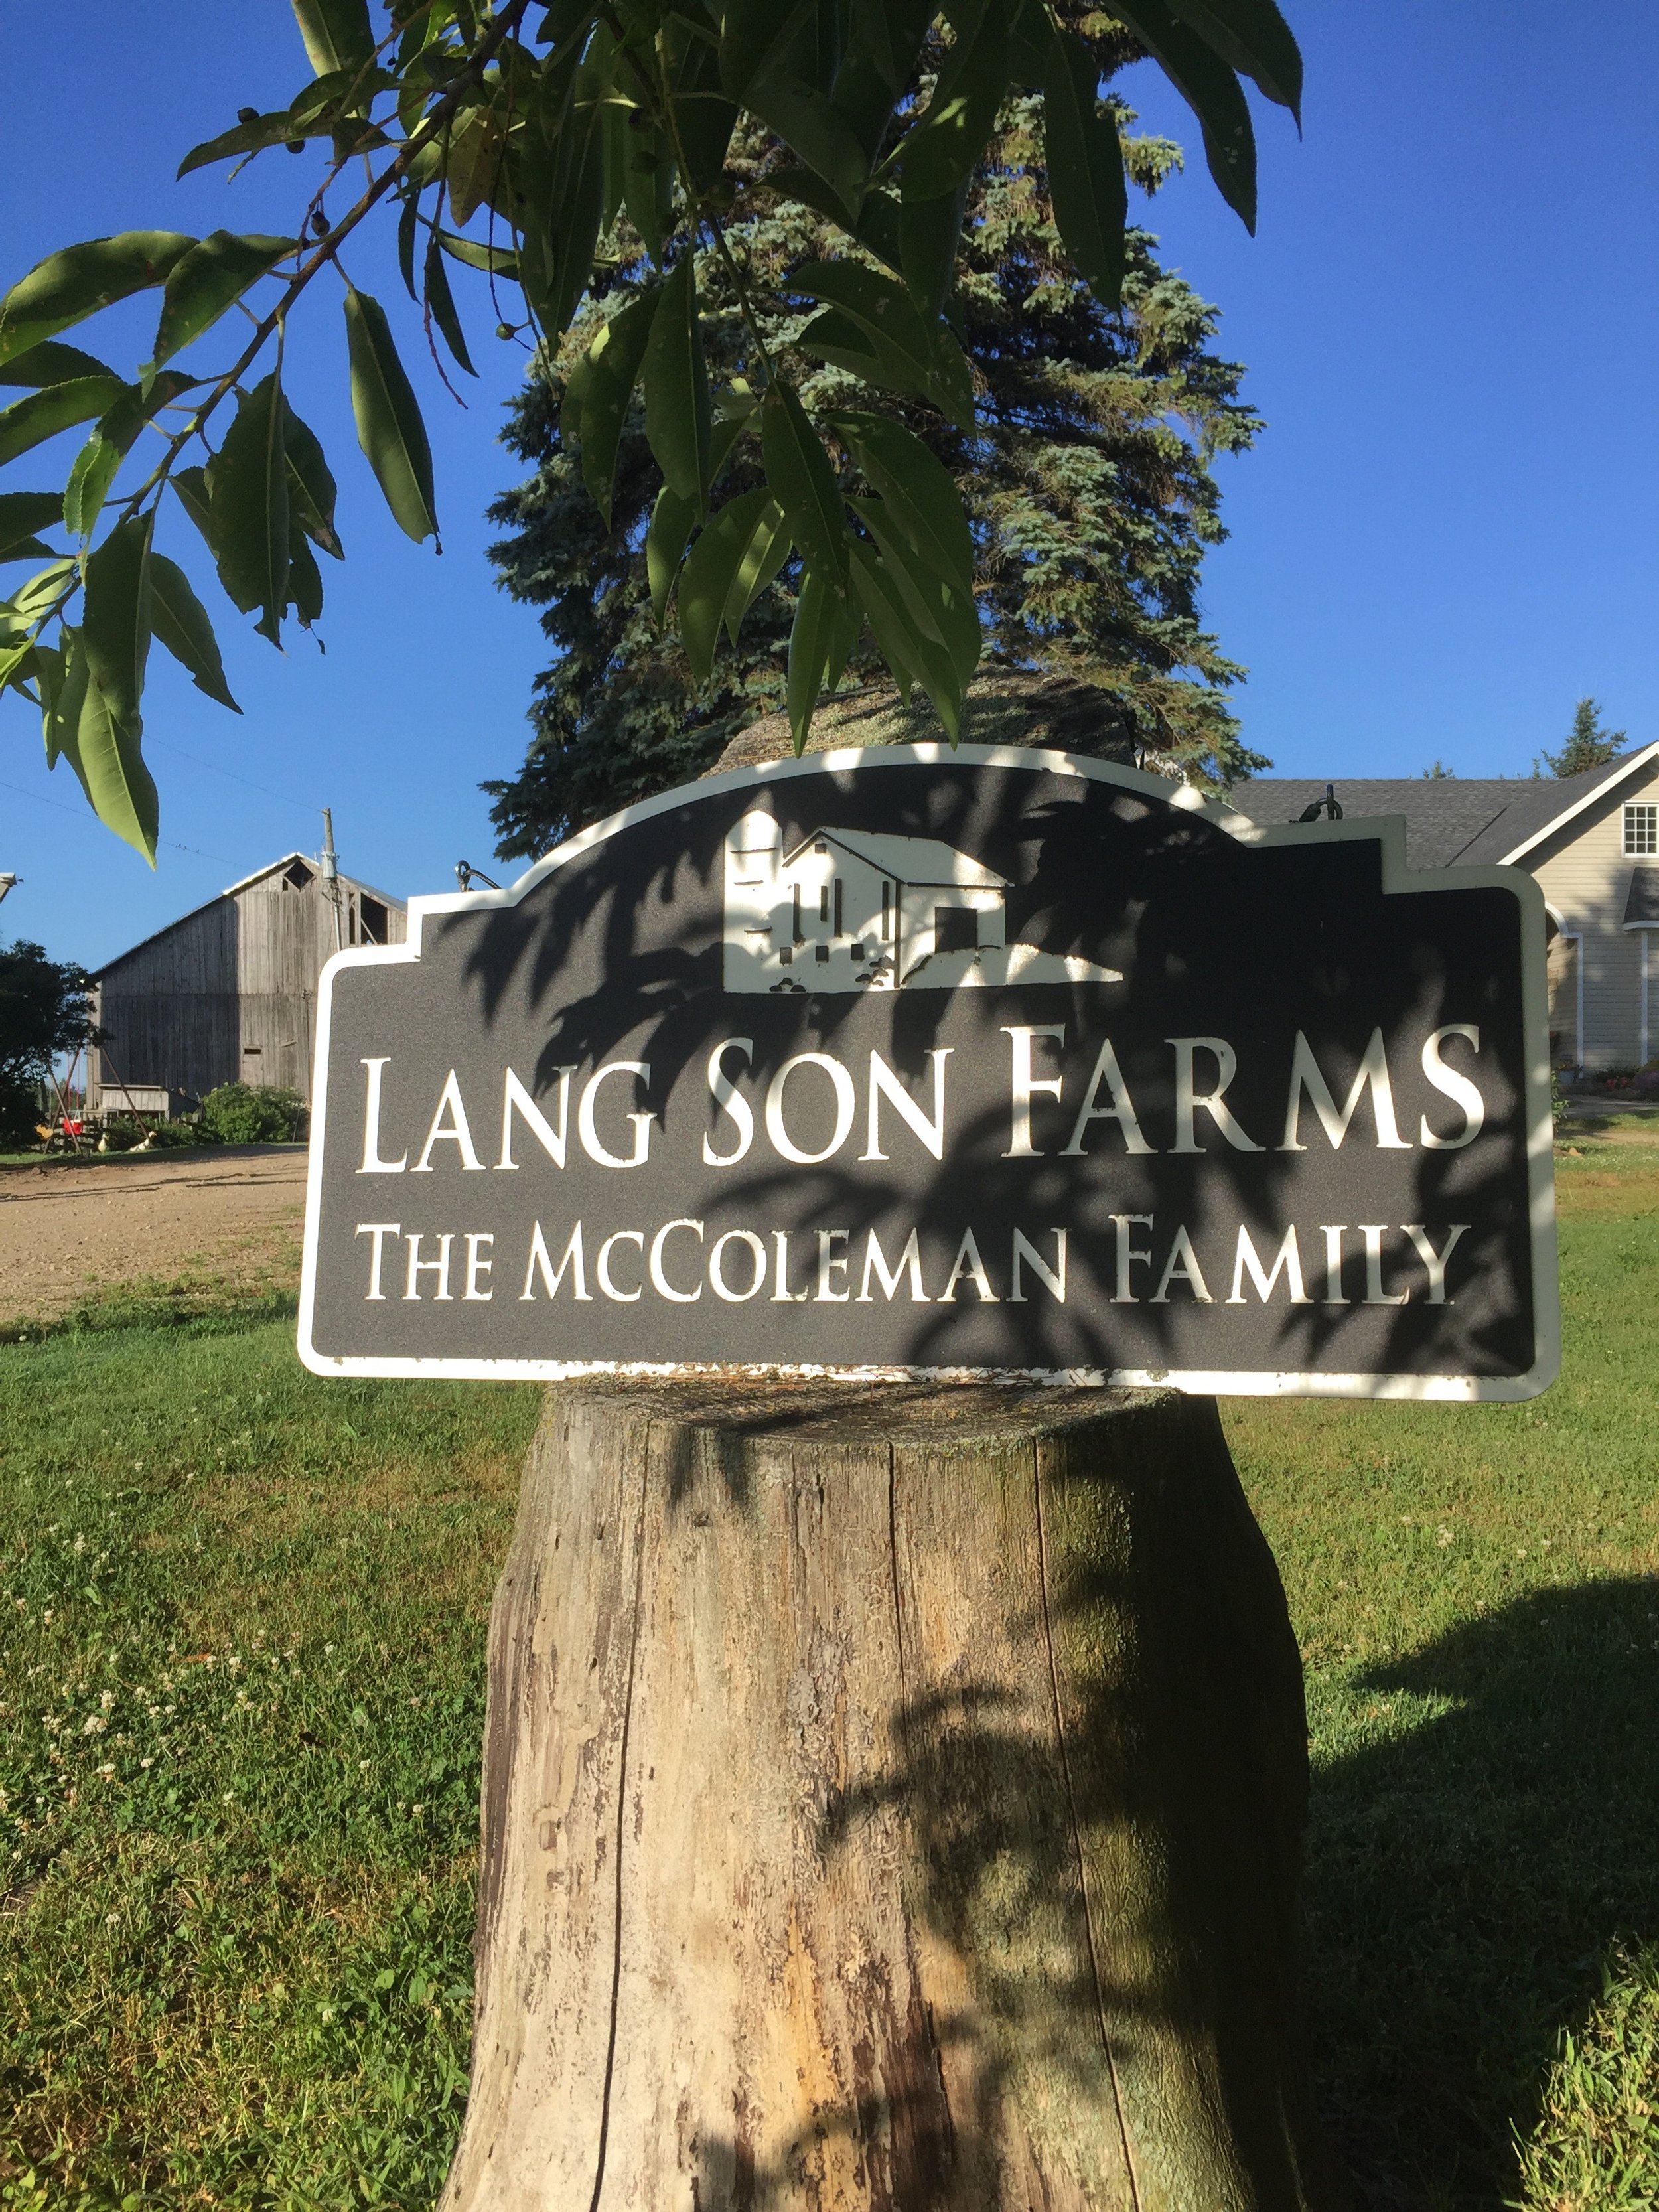 LANG SON FARMS
THE MCCOLEMAN FAMILY